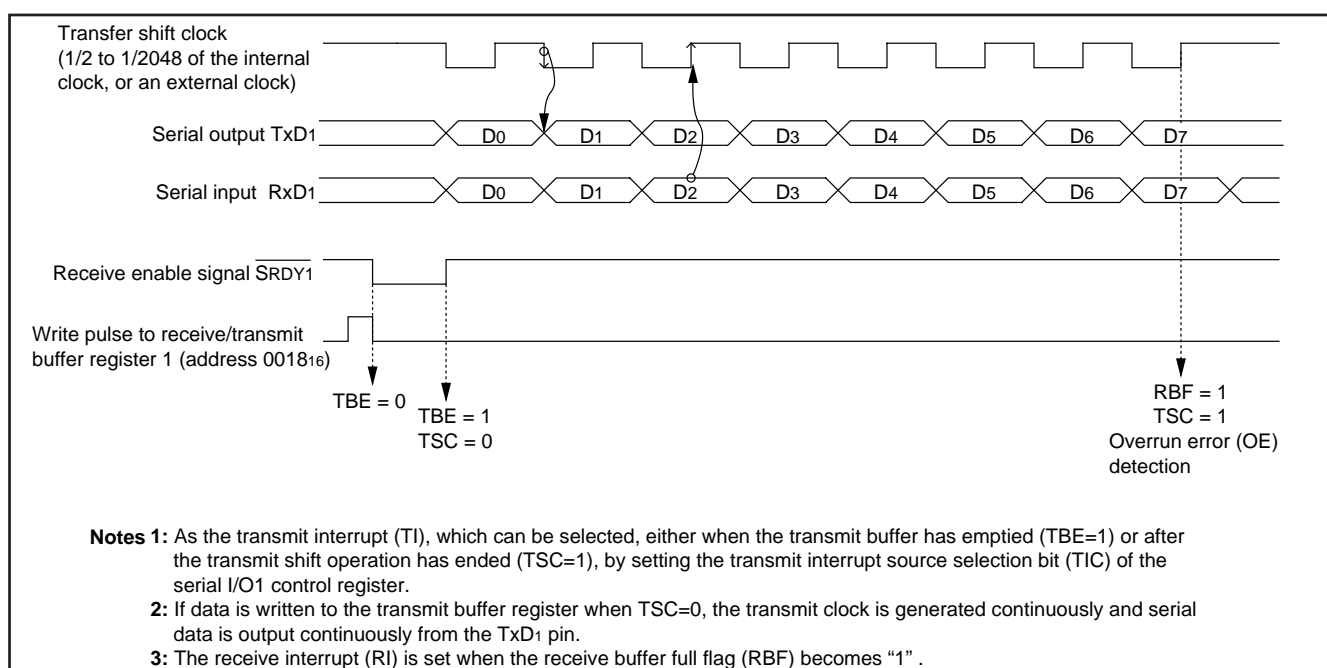 Transfer shift clock
(1/2 to 1/2048 of the internal
clock, or an external clock)
Serial output TxD1
D0 D1 D2 D3 D4 D5 D6 D7
Serial input RxD1
D0 D1 D2 D3 D4 D5 D6 D7
Receive enable signal SRDY1
Write pulse to receive/transmit
buffer register 1 (address 001816)
TBE = 0
TBE = 1
TSC = 0
RBF = 1
TSC = 1
Overrun error (OE)
detection
Notes 1: As the transmit interrupt (TI), which can be selected, either when the transmit buffer has emptied (TBE=1) or after
the transmit shift operation has ended (TSC=1), by setting the transmit interrupt source selection bit (TIC) of the
serial I/O1 control register.
2: If data is written to the transmit buffer register when TSC=0, the transmit clock is generated continuously and serial
data is output continuously from the TxD1 pin.
3: The receive interrupt (RI) is set when the receive buffer full flag (RBF) becomes “1” .